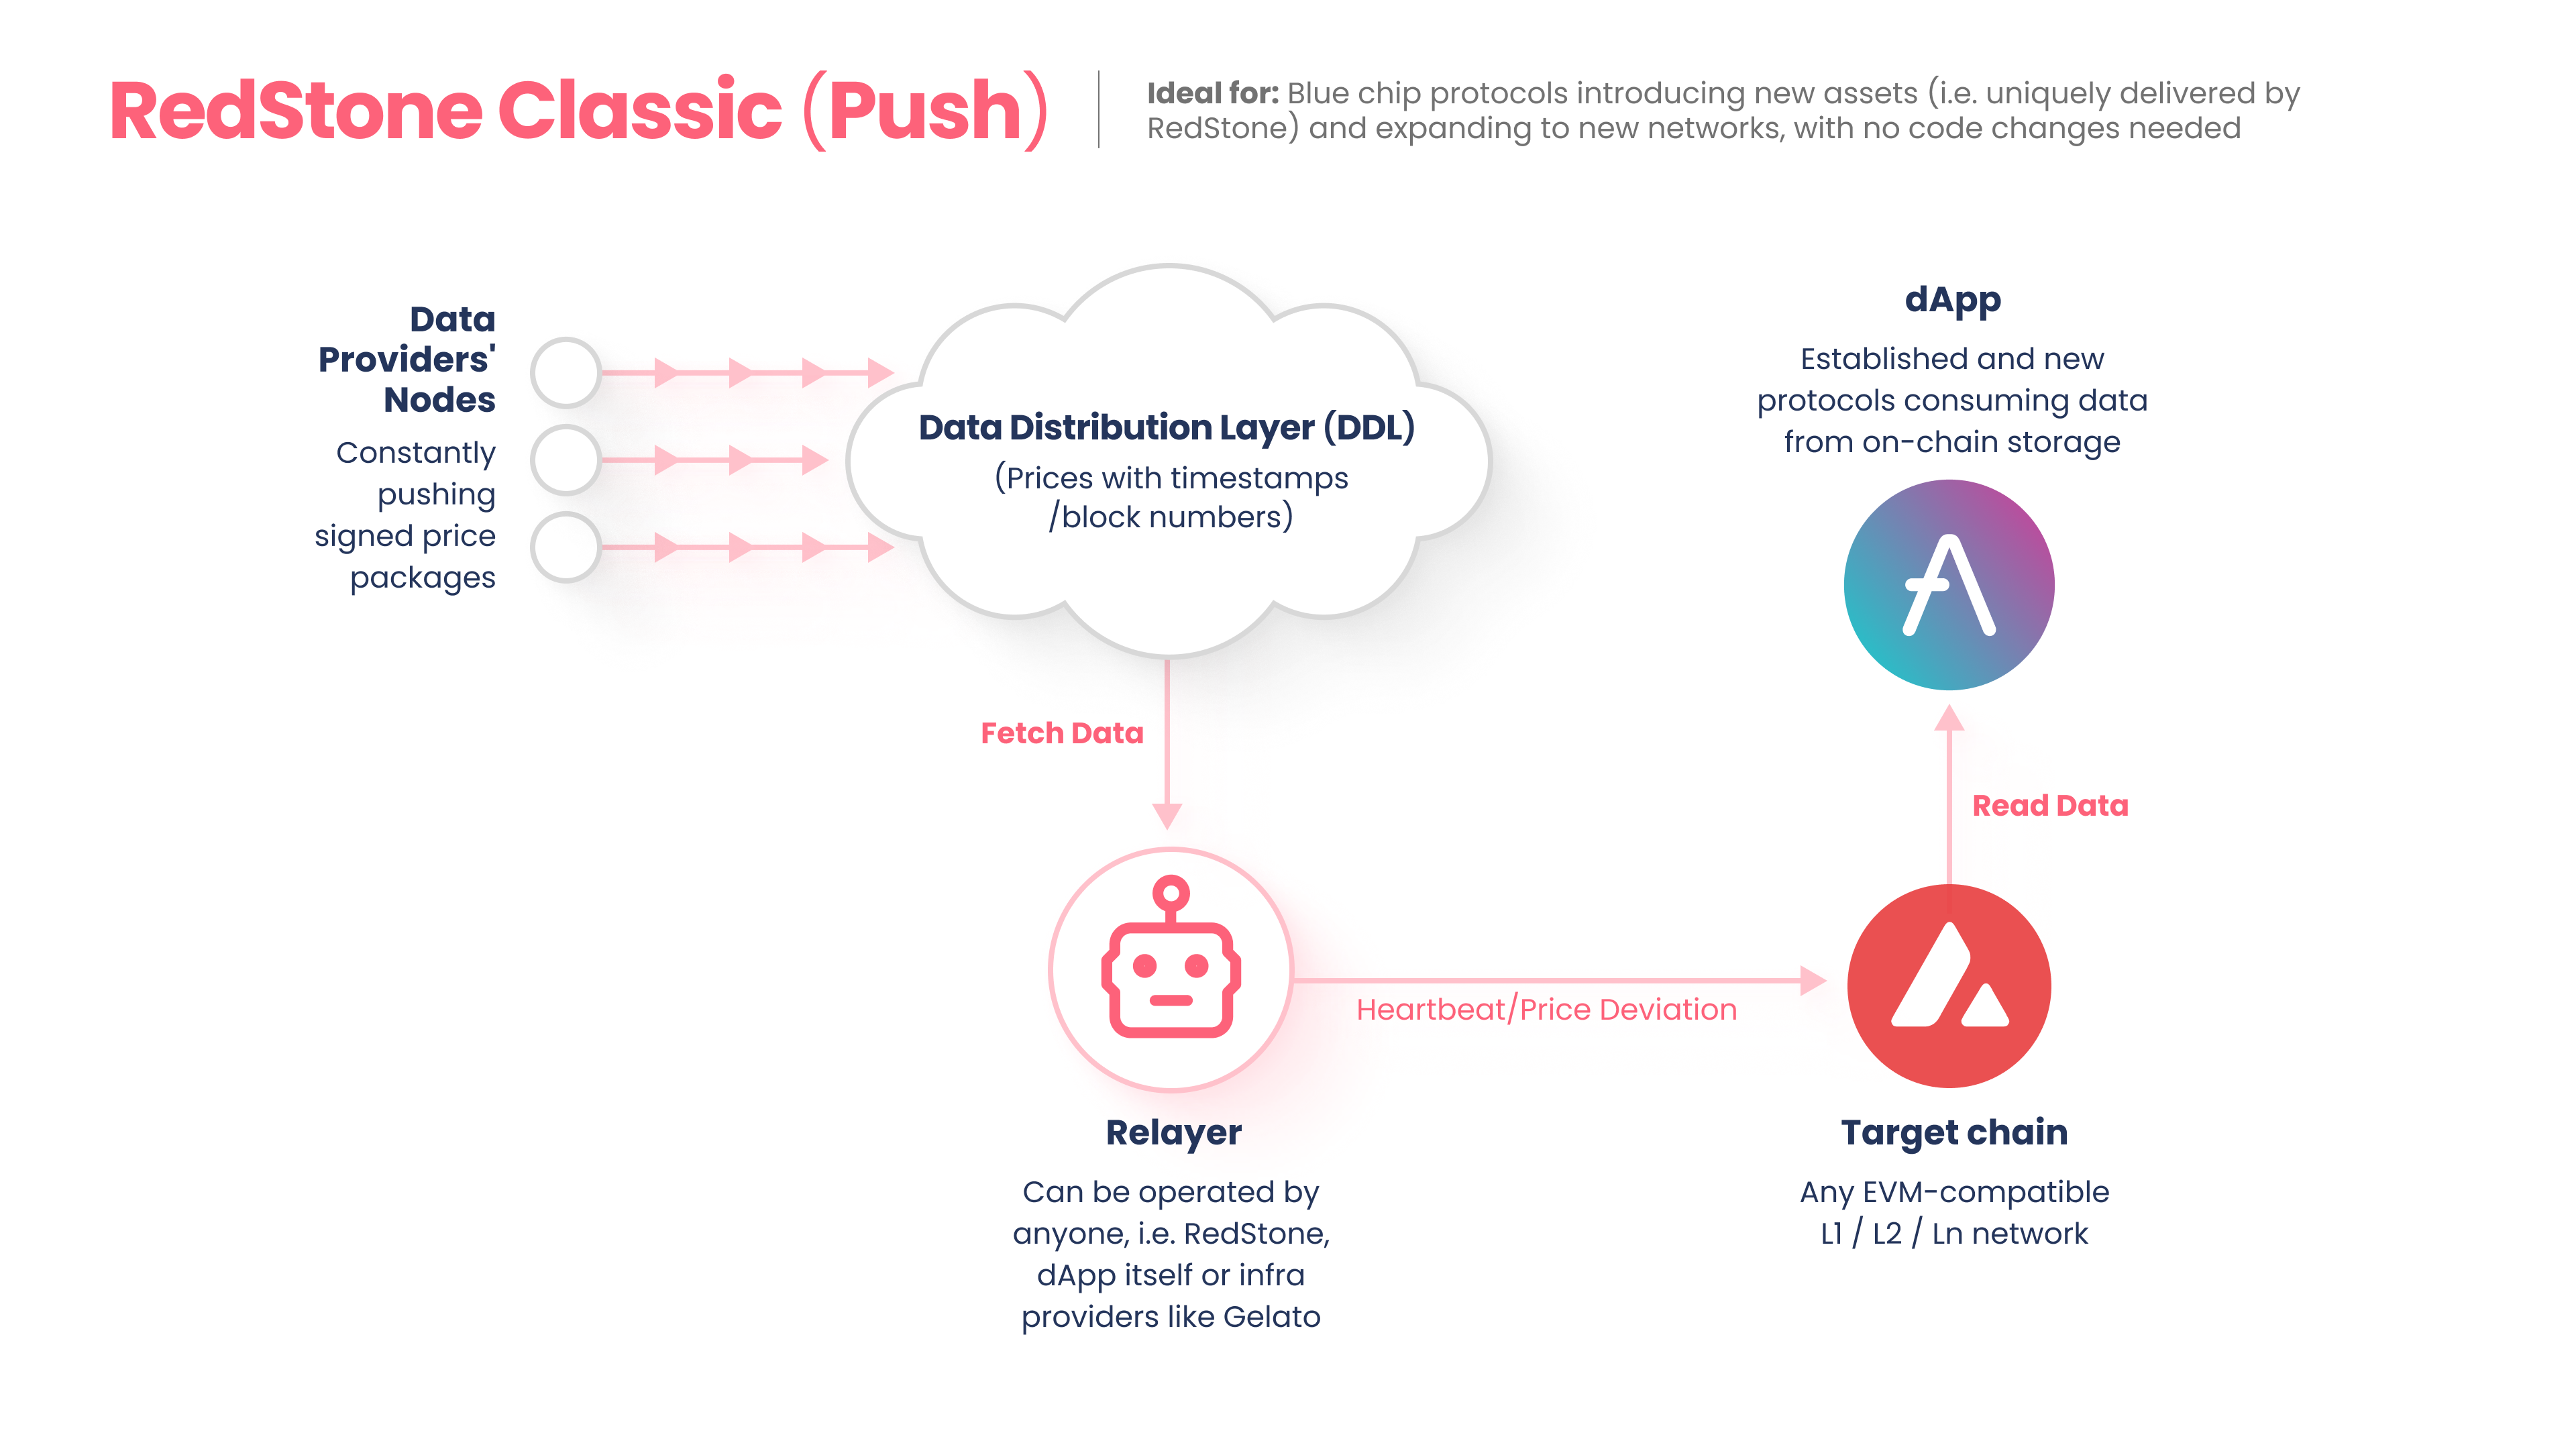 RedStone Classic (Push)
Ideal for: Blue chip protocols introducing new assets (i.e. uniquely delivered by
RedStone) and expanding to new networks, with no code changes needed
Data
Providers'
Nodes
Constantly
pushing
signed price
packages
Data Distribution Layer (DDL)
(Prices with timestamps
/block numbers)
dApp
Established and new
protocols consuming data
from on-chain storage
Fetch Data
Read Data
Heartbeat/Price Deviation
Relayer
Can be operated by
anyone, i.e. RedStone,
dApp itself or infra
providers like Gelato
Target chain
Any EVM-compatible
L1 / L2 / Ln network